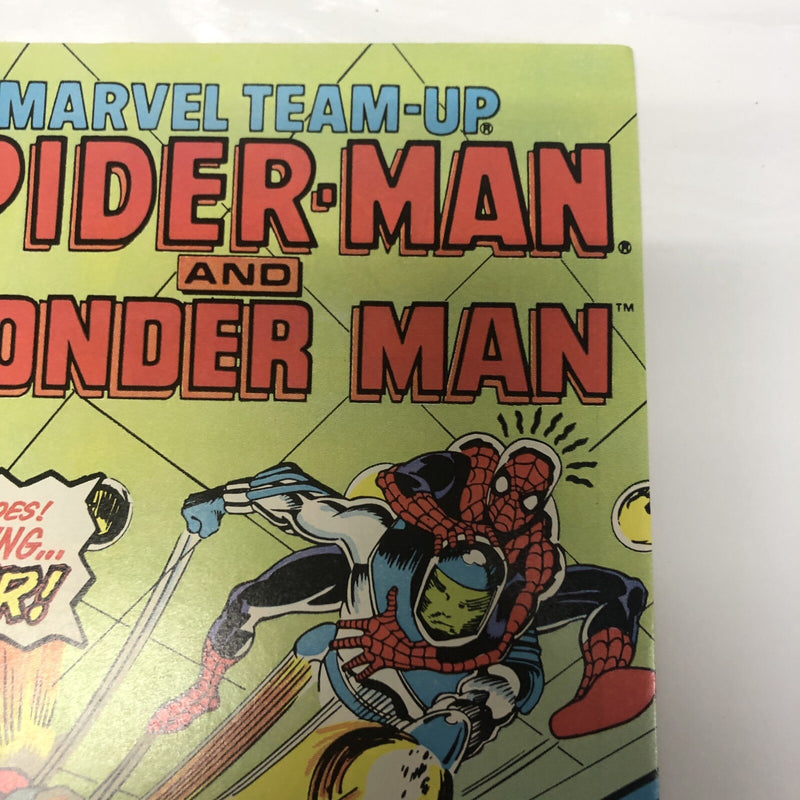 MARVEL TEAM-UP®
PIDER-MAN®
AND
ONDER MAN™
DES!
NG...
R!